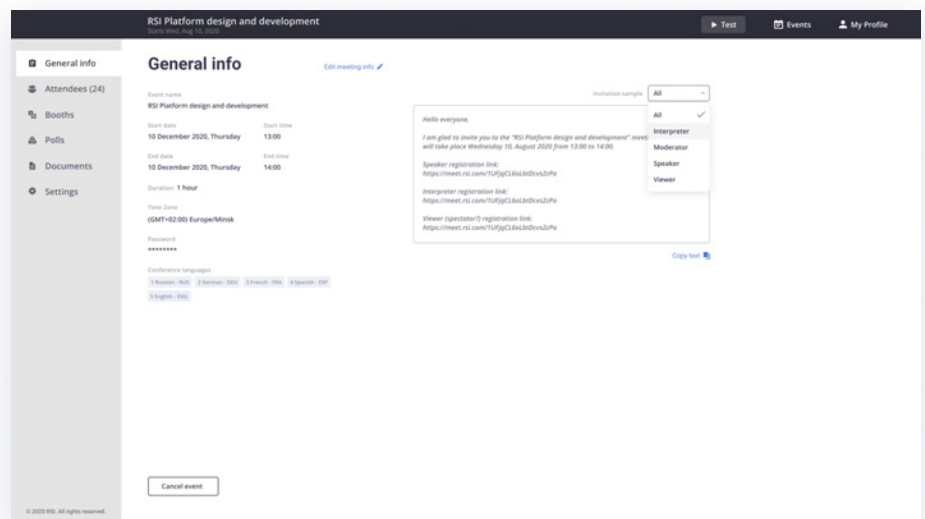 RSI Platform design and development
Starts Wed, Aug 10, 2020
Test
Events
My Profile
General info
Attendees (24)
Booths
Polls
Documents
Settings
© 2020 RSI. All rights reserved.
General info
Edit meeting info
Event name
RSI Platform design and development
Start date
Start time
10 December 2020, Thursday
13:00
End date
End time
10 December 2020, Thursday
14:00
Duration: 1 hour
Time Zone
(GMT+02:00) Europe/Minsk
Password
********
Conference languages
1 Russian - RUS
2 German - DEU
3 French - FRA
4 Spanish - ESP
5 English - ENG
Cancel event
Invitation sample
All
All
Interpreter
Moderator
Speaker
Viewer
Hello everyone,
I am glad to invite you to the "RSI Platform design and development"
will take place Wednesday 10, August 2020 from 13:00 to 14:00.
Speaker registration link:
https://meet.rsi.com/
Interpreter registration link:
https://meet.rsi.com/
Viewer (spectator?) registration link:
https://meet.rsi.com/
Copy text